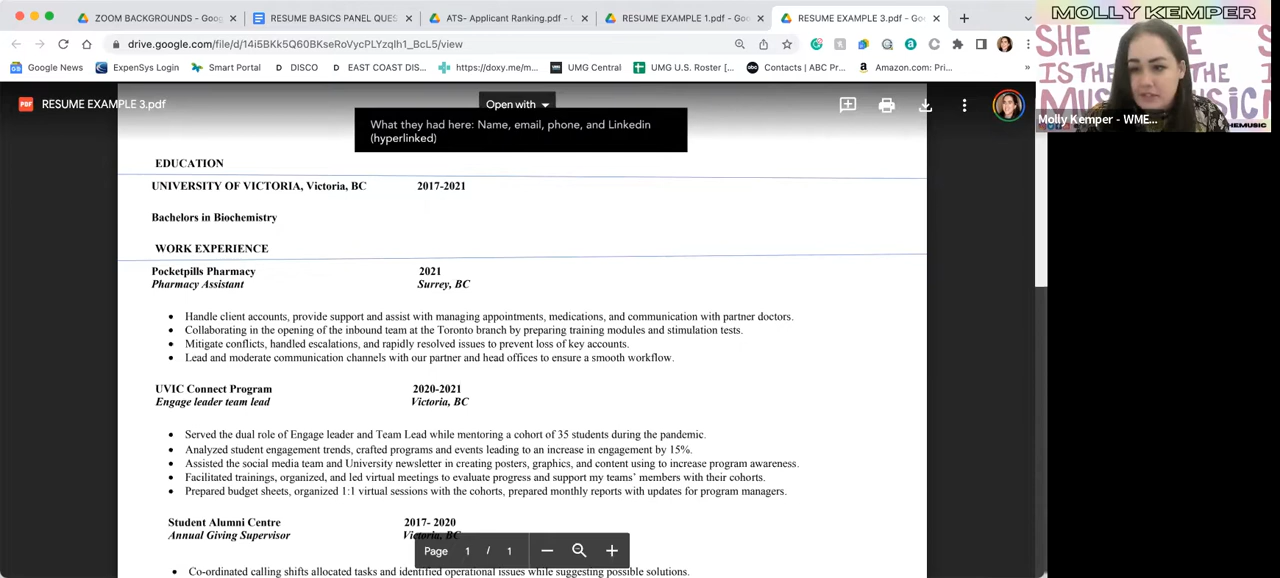 ZOOM BACKGROUNDS - Goog
RESUME BASICS PANEL QUES
ATS- Applicant Ranking.pdf -
RESUME EXAMPLE 1.pdf - Go
RESUME EXAMPLE 3.pdf - G
drive.google.com/file/d/14i5BKk5Q60BKseRoVycPLYzqlh1_BcL5/view
Google News
ExpenSys Login
Smart Portal
D DISCO
D EAST COAST DIS...
https://doxy.me/m...
UMG Central
UMG U.S. Roster [...
Contacts | ABC Pr...
Amazon.com: Pri...
»
MOLLY KEMPER
SHE
IS THE
MUSIC
Molly Kemper - WME...
PDF RESUME EXAMPLE 3.pdf
Open with
What they had here: Name, email, phone, and Linkedin
(hyperlinked)
EDUCATION
UNIVERSITY OF VICTORIA, Victoria, BC 2017-2021
Bachelors in Biochemistry
WORK EXPERIENCE
Pocketpills Pharmacy 2021
Pharmacy Assistant Surrey, BC
• Handle client accounts, provide support and assist with managing appointments, medications, and communication with partner doctors.
• Collaborating in the opening of the inbound team at the Toronto branch by preparing training modules and stimulation tests.
• Mitigate conflicts, handled escalations, and rapidly resolved issues to prevent loss of key accounts.
• Lead and moderate communication channels with our partner and head offices to ensure a smooth workflow.
UVIC Connect Program 2020-2021
Engage leader team lead Victoria, BC
• Served the dual role of Engage leader and Team Lead while mentoring a cohort of 35 students during the pandemic.
• Analyzed student engagement trends, crafted programs and events leading to an increase in engagement by 15%.
• Assisted the social media team and University newsletter in creating posters, graphics, and content using to increase program awareness.
• Facilitated trainings, organized, and led virtual meetings to evaluate progress and support my teams' members with their cohorts.
• Prepared budget sheets, organized 1:1 virtual sessions with the cohorts, prepared monthly reports with updates for program managers.
Student Alumni Centre 2017- 2020
Annual Giving Supervisor Victoria, BC
Page 1 / 1
• Co-ordinated calling shifts allocated tasks and identified operational issues while suggesting possible solutions.